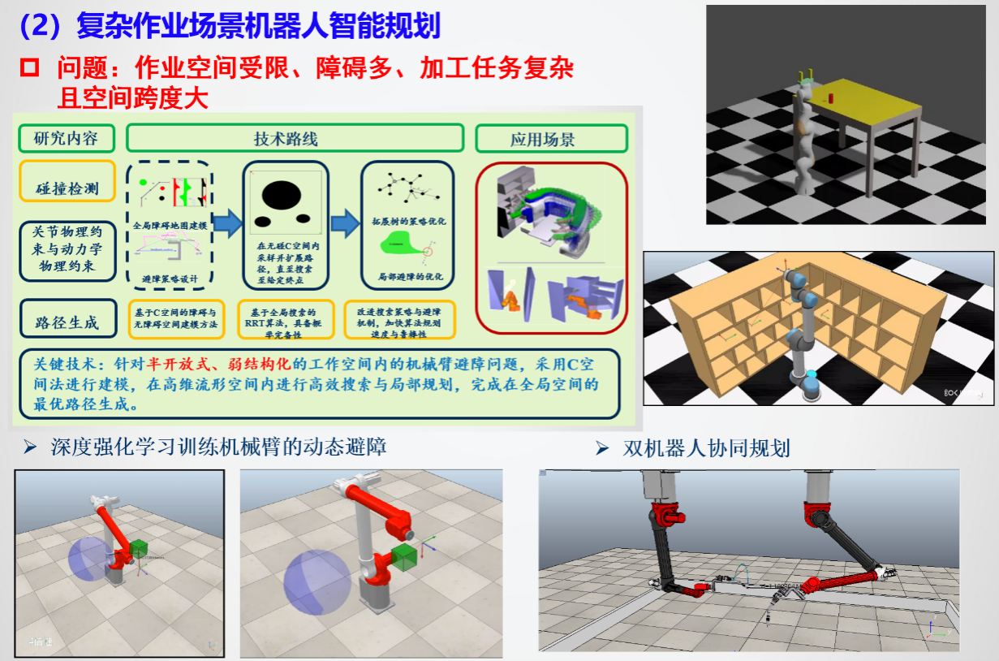 (2) 复杂作业场景机器人智能规划
问题：作业空间受限、障碍多、加工任务复杂
且空间跨度大
研究内容
技术路线
应用场景
碰撞检测
关节物理约
束与动力学
物理约束
路径生成
全局障碍地图建模
避障策略设计
在无碰C空间内
采样并扩展路
径，直至搜索
至给定终点
拓展树的策略优化
局部避障的优化
基于C空间的障碍与
无障碍空间建模方法
基于全局搜索的
RRT算法，具备概
率完备性
改进搜索策略与避障
机制，加快算法规划
速度与鲁棒性
关键技术：针对半开放式、弱结构化的工作空间内的机械臂避障问题，采用C空
间法进行建模，在高维流形空间内进行高效搜索与局部规划，完成在全局空间的
最优路径生成。
➢ 深度强化学习训练机械臂的动态避障
➢ 双机器人协同规划